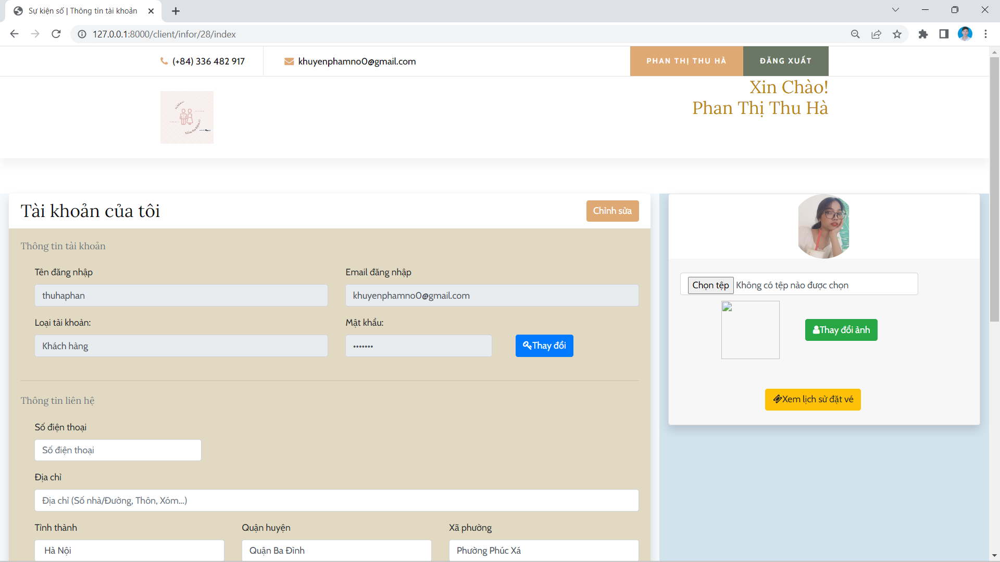 Sự kiện số | Thông tin tài khoản
127.0.0.1:8000/client/infor/28/index
(+84) 336 482 917
khuyenphamno0@gmail.com
PHAN THỊ THU HÀ
ĐĂNG XUẤT
Xin Chào!
Phan Thị Thu Hà
Tài khoản của tôi
Chỉnh sửa
Thông tin tài khoản
Tên đăng nhập
Email đăng nhập
thuhaphan
khuyenphamno0@gmail.com
Loại tài khoản:
Mật khẩu:
Khách hàng
•••••••
Thay đổi
Thông tin liên hệ
Số điện thoại
Số điện thoại
Địa chỉ
Địa chỉ (Số nhà/Đường, Thôn, Xóm...)
Tỉnh thành
Quận huyện
Xã phường
Hà Nội
Quận Ba Đình
Phường Phúc Xá
Chọn tệp Không có tệp nào được chọn
Thay đổi ảnh
Xem lịch sử đặt vé